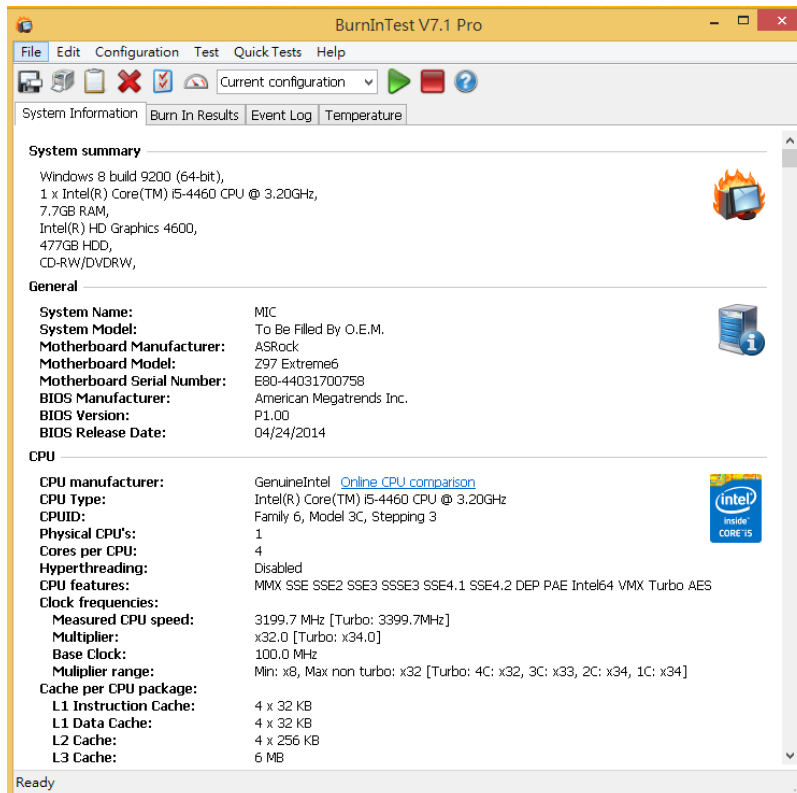 BurnInTest V7.1 Pro
File Edit Configuration Test Quick Tests Help
Current configuration
System Information Burn In Results Event Log Temperature
System summary
Windows 8 build 9200 (64-bit),
1 x Intel(R) Core(TM) i5-4460 CPU @ 3.20GHz,
7.7GB RAM,
Intel(R) HD Graphics 4600,
477GB HDD,
CD-RW/DVDRW,
General
System Name: MIC
System Model: To Be Filled By O.E.M.
Motherboard Manufacturer: ASRock
Motherboard Model: Z97 Extreme6
Motherboard Serial Number: E80-44031700758
BIOS Manufacturer: American Megatrends Inc.
BIOS Version: P1.00
BIOS Release Date: 04/24/2014
CPU
CPU manufacturer: GenuineIntel Online CPU comparison
CPU Type: Intel(R) Core(TM) i5-4460 CPU @ 3.20GHz
CPUID: Family 6, Model 3C, Stepping 3
Physical CPU's: 1
Cores per CPU: 4
Hyperthreading: Disabled
CPU features: MMX SSE SSE2 SSE3 SSSE3 SSE4.1 SSE4.2 DEP PAE Intel64 VMX Turbo AES
Clock frequencies:
Measured CPU speed: 3199.7 MHz [Turbo: 3399.7MHz]
Multiplier: x32.0 [Turbo: x34.0]
Base Clock: 100.0 MHz
Muliplier range: Min: x8, Max non turbo: x32 [Turbo: 4C: x32, 3C: x33, 2C: x34, 1C: x34]
Cache per CPU package:
L1 Instruction Cache: 4 x 32 KB
L1 Data Cache: 4 x 32 KB
L2 Cache: 4 x 256 KB
L3 Cache: 6 MB
intel
inside™
CORE i5
Ready